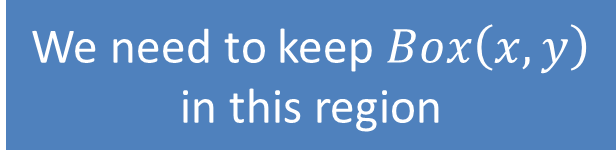 We need to keep Box(x, y)
in this region